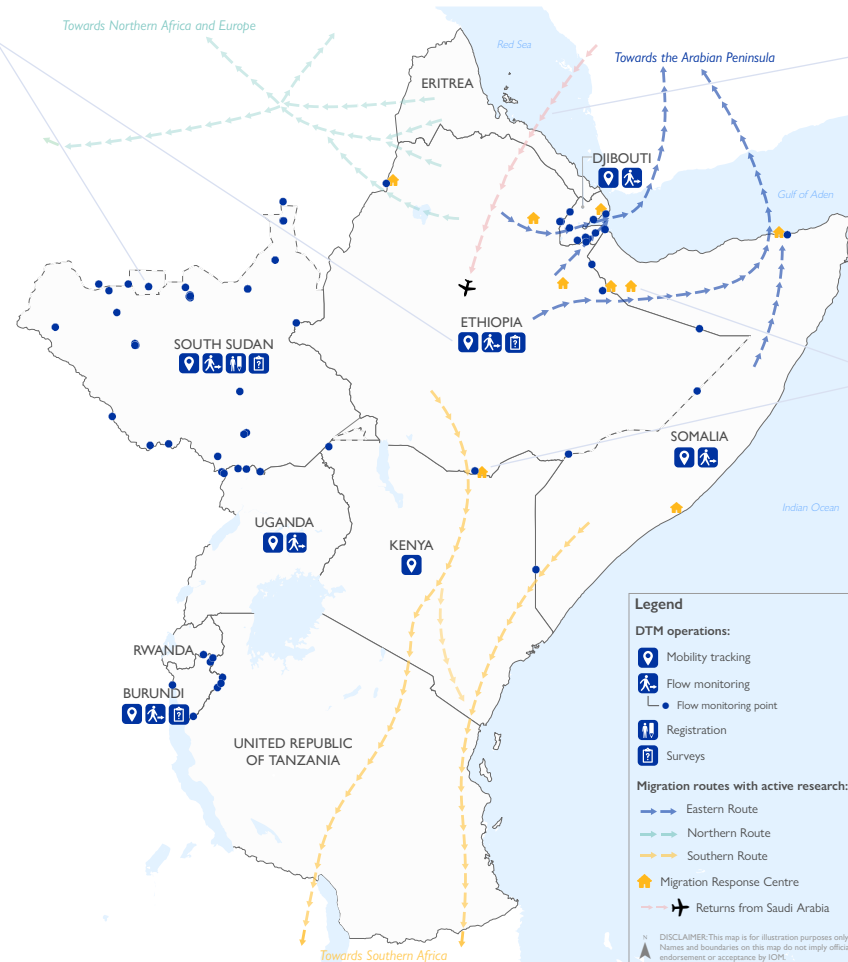 Towards Northern Africa and Europe
Red Sea
Towards the Arabian Peninsula
ERITREA
DJIBOUTI
Gulf of Aden
ETHIOPIA
SOUTH SUDAN
SOMALIA
Indian Ocean
UGANDA
KENYA
RWANDA
BURUNDI
UNITED REPUBLIC
OF TANZANIA
Towards Southern Africa
Legend
DTM operations:
Mobility tracking
Flow monitoring
Flow monitoring point
Registration
Surveys
Migration routes with active research:
Eastern Route
Northern Route
Southern Route
Migration Response Centre
Returns from Saudi Arabia
N
DISCLAIMER: This map is for illustration purposes only
Names and boundaries on this map do not imply offici
endorsement or acceptance by IOM.